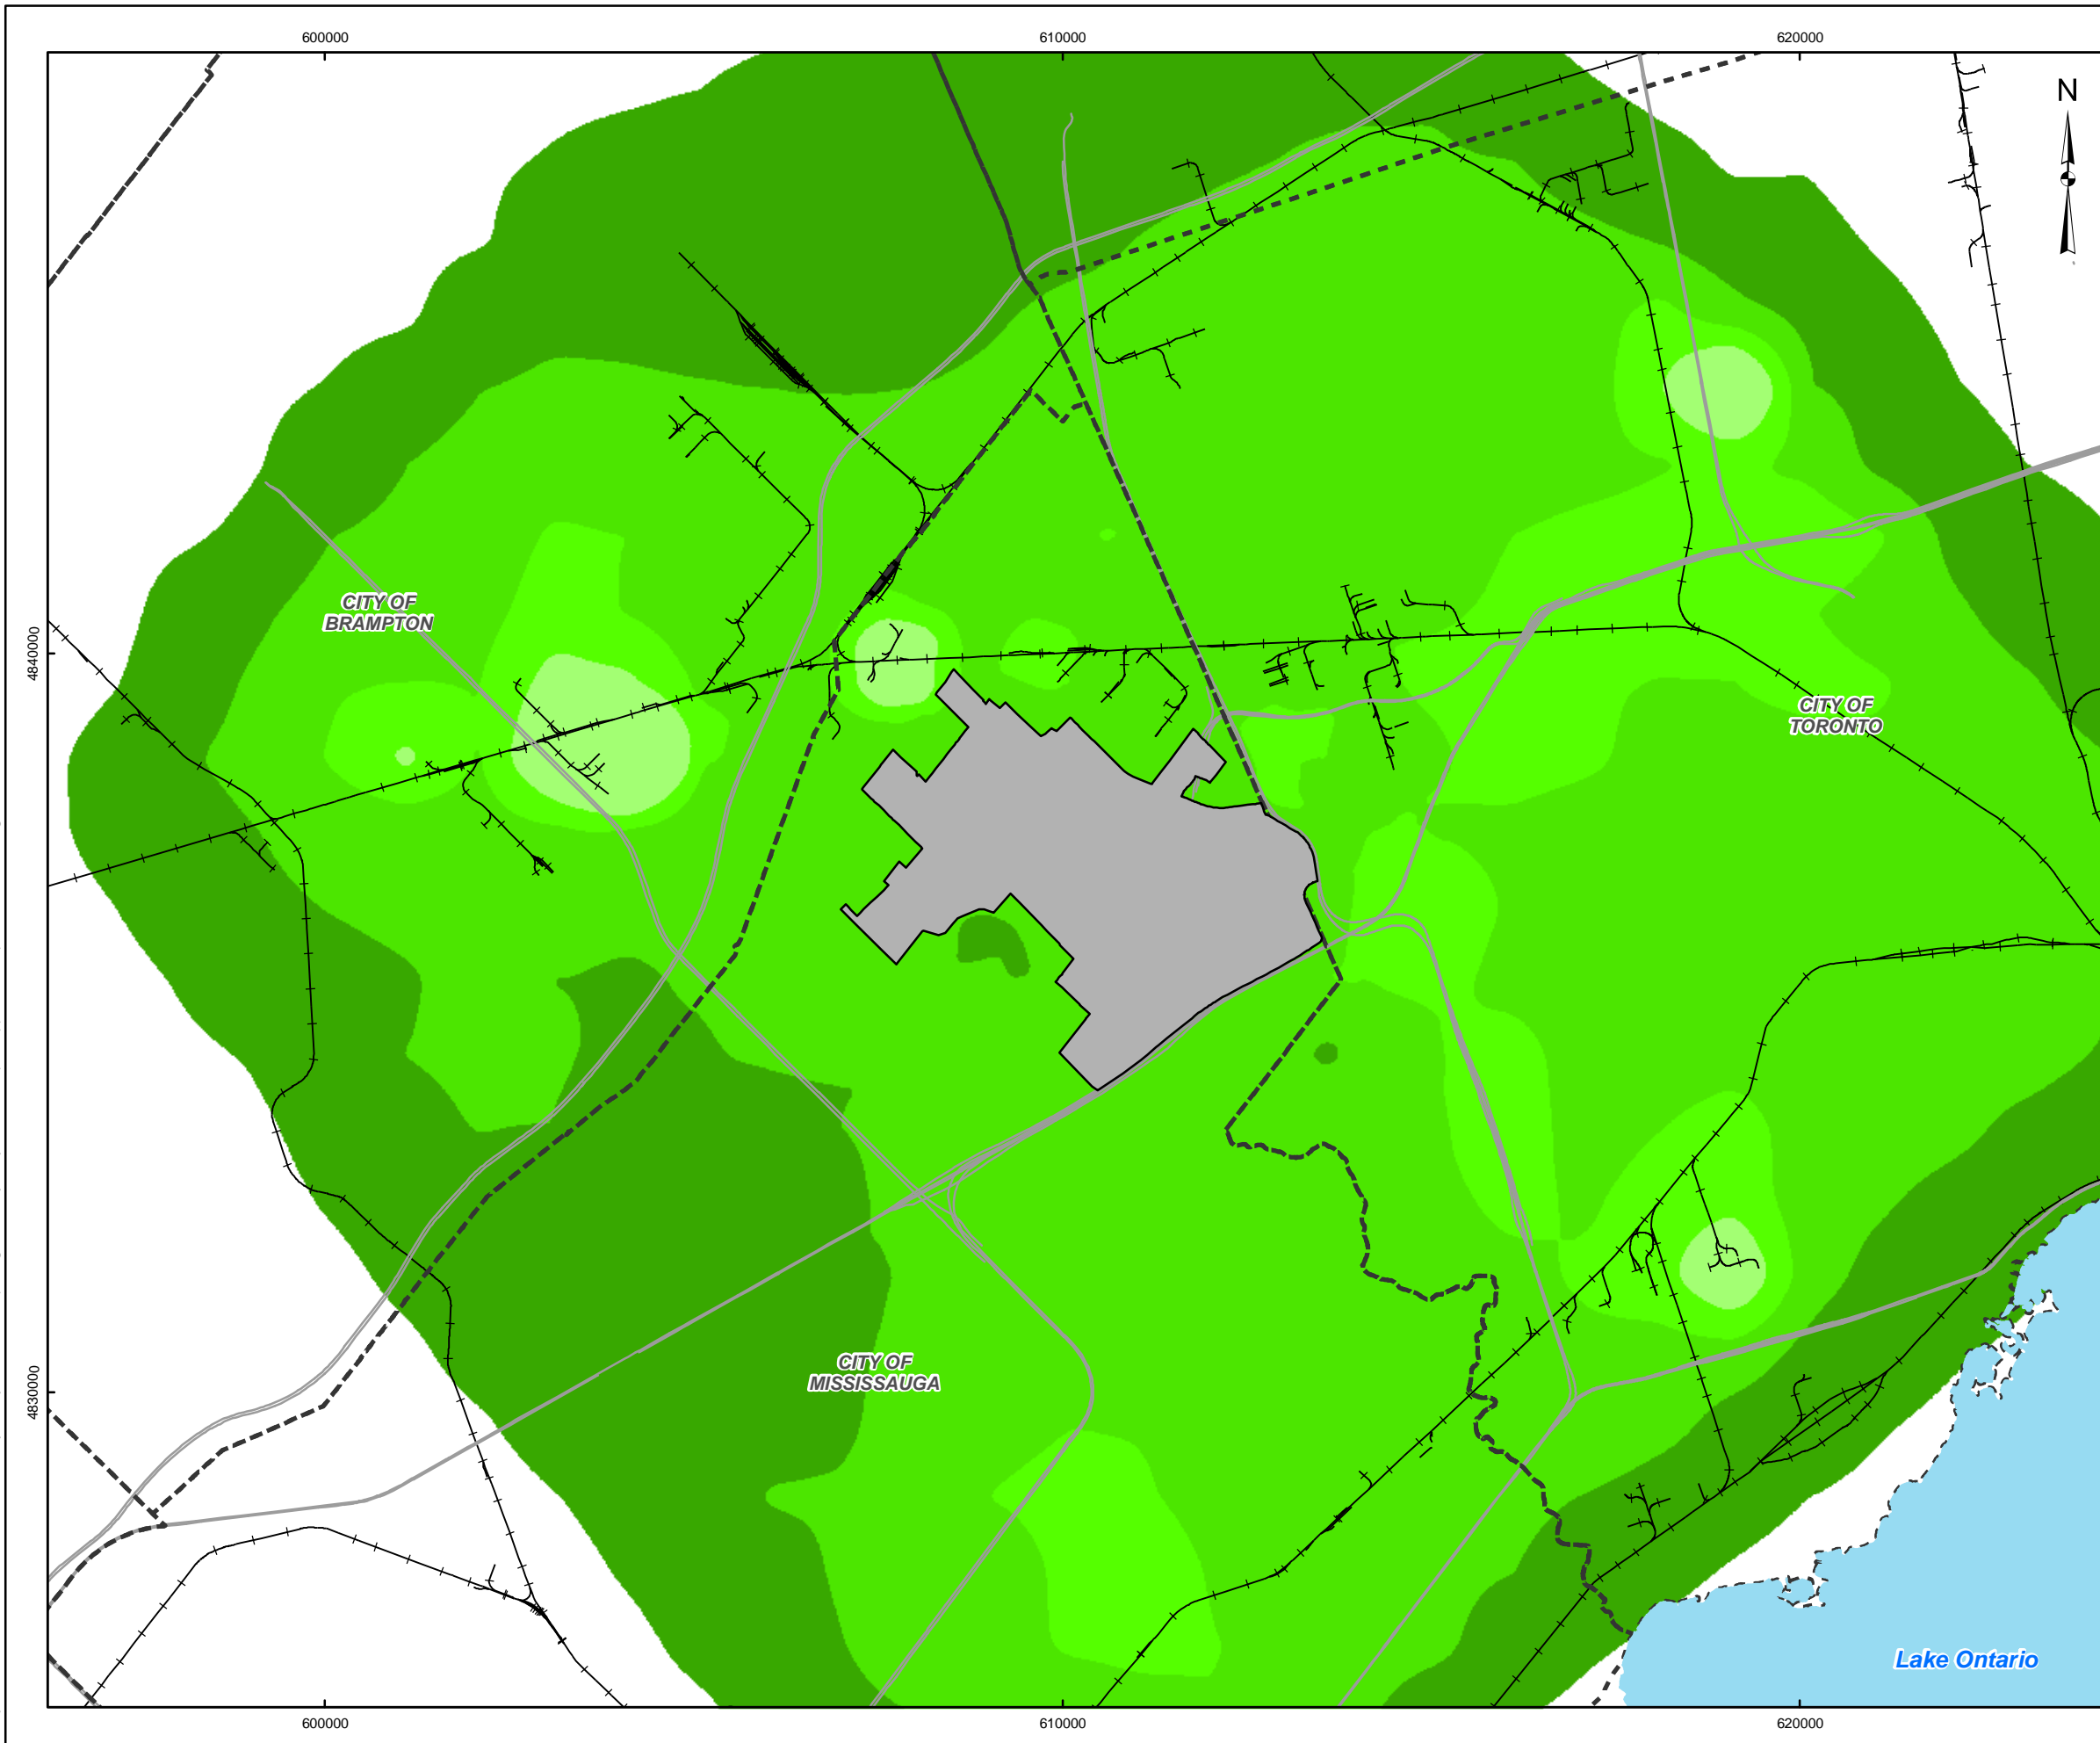 600000
610000
620000
N
CITY OF
BRAMPTON
4840000
CITY OF
TORONTO
CITY OF
MISSISSAUGA
4830000
Lake Ontario
600000
610000
620000